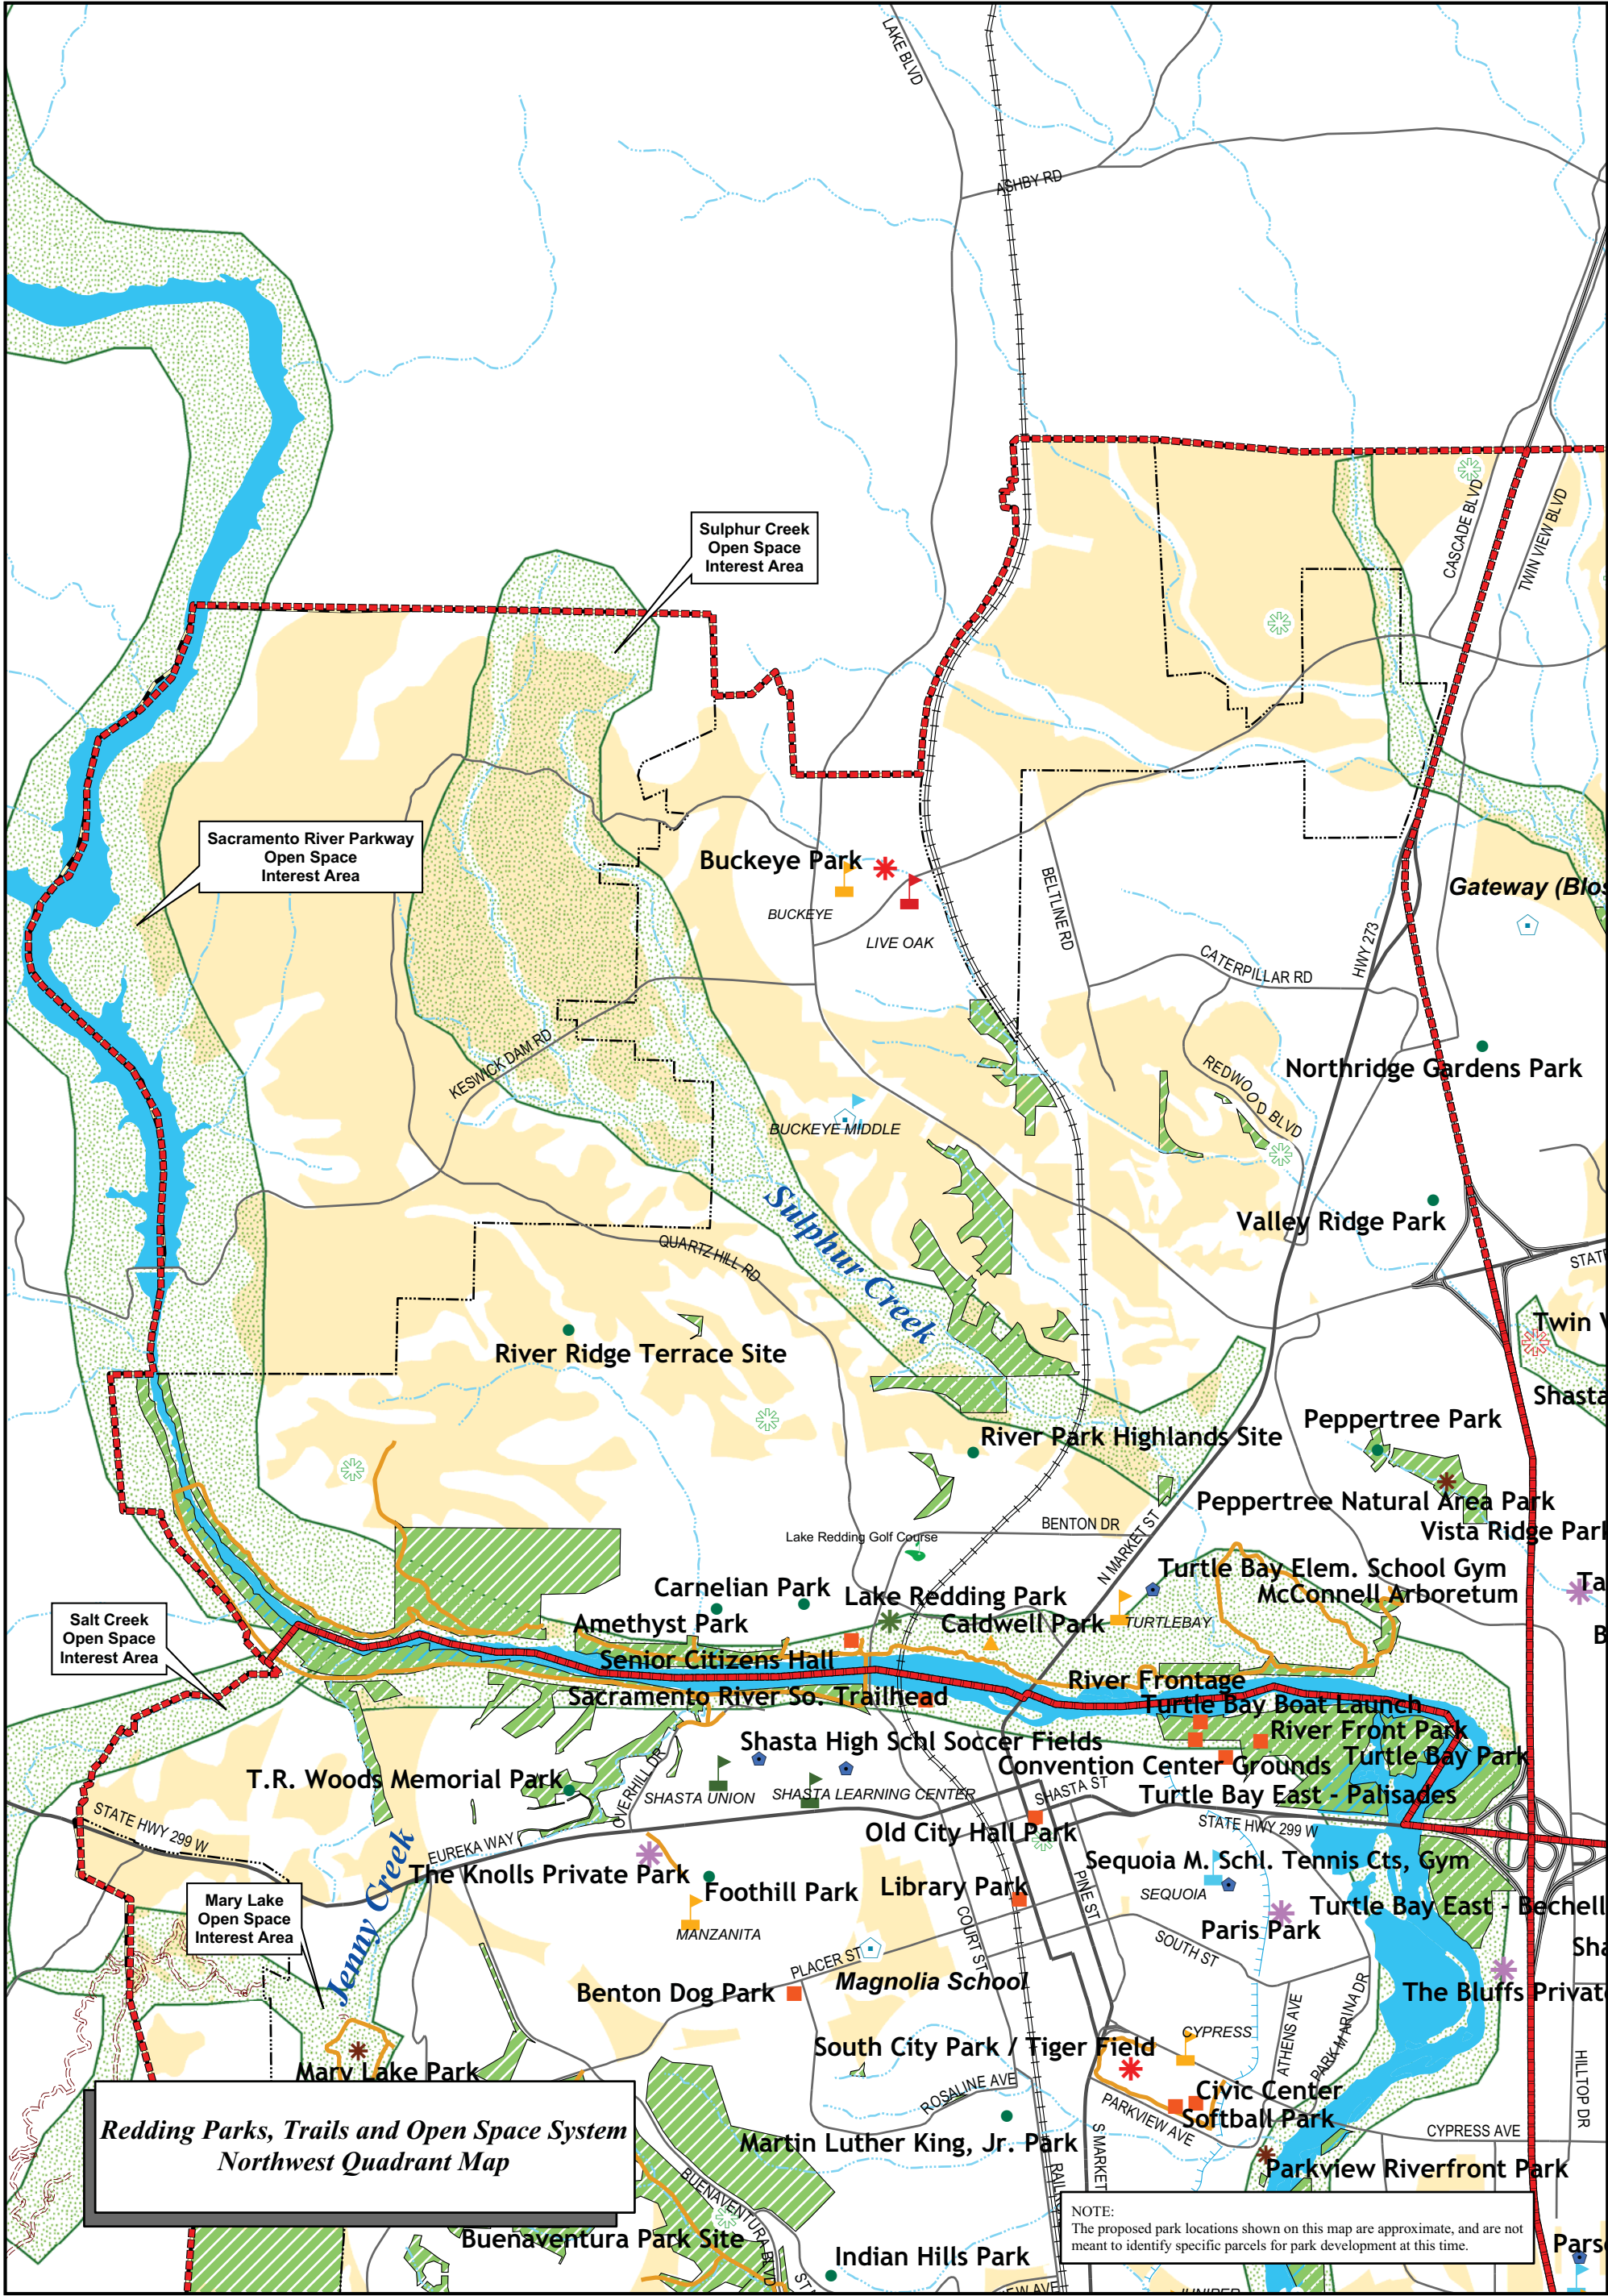 LAKE BLVD
ASHBY RD
Sulphur Creek
Open Space
Interest Area
CASCADE BLVD
TWIN VIEW BLVD
Sacramento River Parkway
Open Space
Interest Area
Buckeye Park
BUCKEYE
LIVE OAK
BELTLINE RD
Gateway (Blos
HWY 273
CATERPILLAR RD
KESWICK DAM RD
Northridge Gardens Park
REDWOOD BLVD
BUCKEYE MIDDLE
Sulphur Creek
Valley Ridge Park
QUARTZ HILL RD
STATE
River Ridge Terrace Site
Twin V
Shasta
Peppertree Park
River Park Highlands Site
Peppertree Natural Area Park
Vista Ridge Park
BENTON DR
N MARKET ST
Lake Redding Golf Course
Turtle Bay Elem. School Gym
McConnell Arboretum
Ta
Carnelian Park
Lake Redding Park
Amethyst Park
Caldwell Park
TURTLEBAY
B
Salt Creek
Open Space
Interest Area
Senior Citizens Hall
River Frontage
Sacramento River So. Trailhead
Turtle Bay Boat Launch
River Front Park
Shasta High Schl Soccer Fields
Convention Center Grounds
Turtle Bay Park
T.R. Woods Memorial Park
OVERHILL DR
SHASTA UNION
SHASTA LEARNING CENTER
SHASTA ST
Turtle Bay East - Palisades
STATE HWY 299 W
STATE HWY 299 W
Old City Hall Park
EUREKA WAY
Jenny Creek
The Knolls Private Park
Sequoia M. Schl. Tennis Cts, Gym
SEQUOIA
Foothill Park
Library Park
PINE ST
Mary Lake
Open Space
Interest Area
Turtle Bay East - Bechell
MANZANITA
COURT ST
Paris Park
SOUTH ST
Sha
PLACER ST
Magnolia School
Benton Dog Park
The Bluffs Private
ATHENS AVE
PARK MARINA DR
CYPRESS
South City Park / Tiger Field
HILLTOP DR
Mary Lake Park
ROSALINE AVE
Civic Center
Softball Park
PARKVIEW AVE
CYPRESS AVE
Redding Parks, Trails and Open Space System
Northwest Quadrant Map
Martin Luther King, Jr. Park
S MARKET
Parkview Riverfront Park
BUENAVENTURA BLVD
NOTE:
The proposed park locations shown on this map are approximate, and are not
meant to identify specific parcels for park development at this time.
Buenaventura Park Site
Indian Hills Park
Pars
JUNIPER